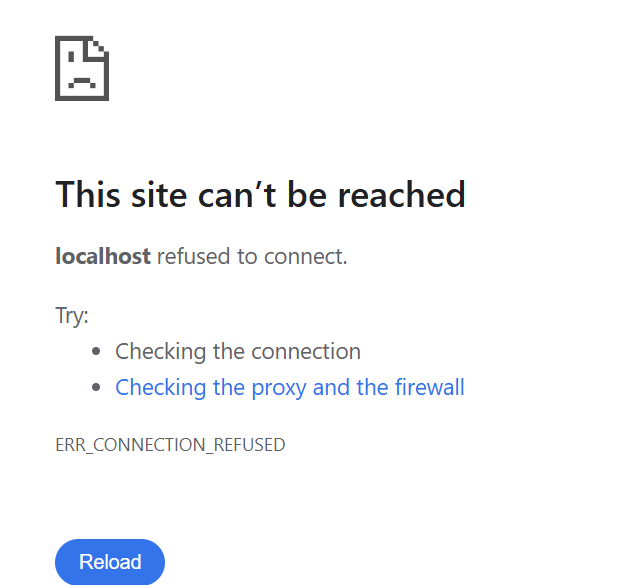 This site can’t be reached
localhost refused to connect.
Try:
• Checking the connection
• Checking the proxy and the firewall
ERR_CONNECTION_REFUSED
Reload